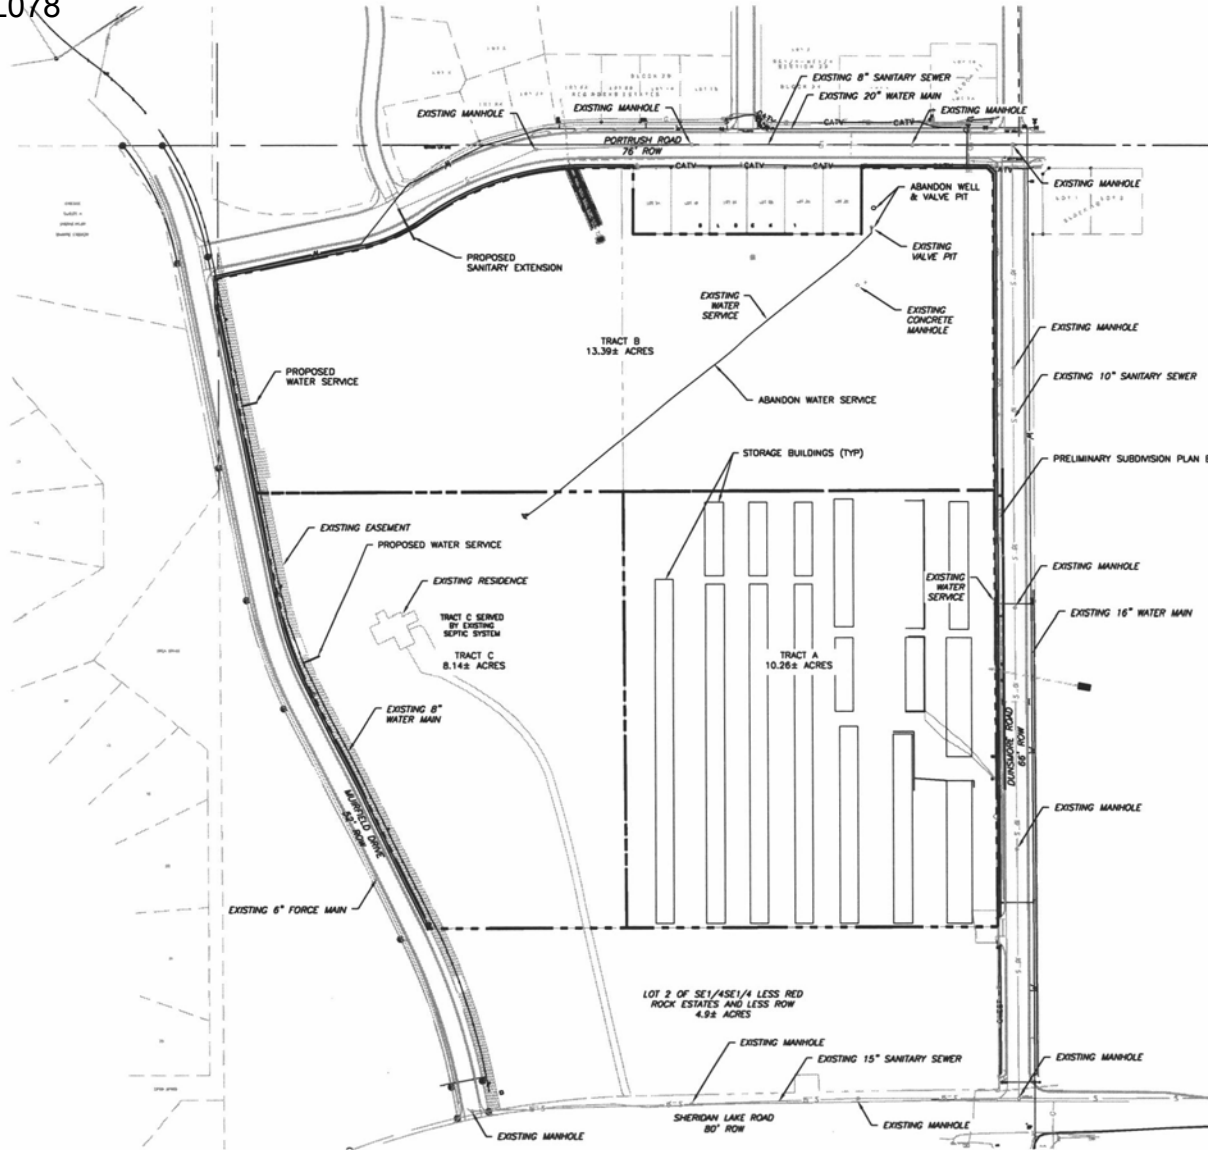 L078
EXISTING 8" SANITARY SEWER
EXISTING 20" WATER MAIN
EXISTING MANHOLE
EXISTING MANHOLE
EXISTING MANHOLE
CATV
CATV
PORTRUSH ROAD
76' ROW
CATV
CATV
CATV
EXISTING MANHOLE
ABANDON WELL
& VALVE PIT
EXISTING
VALVE PIT
BLOCK 1
PROPOSED
SANITARY EXTENSION
EXISTING
WATER
SERVICE
EXISTING
CONCRETE
MANHOLE
EXISTING MANHOLE
TRACT B
13.39± ACRES
PROPOSED
WATER SERVICE
EXISTING 10" SANITARY SEWER
ABANDON WATER SERVICE
STORAGE BUILDINGS (TYP)
PRELIMINARY SUBDIVISION PLAN
EXISTING EASEMENT
PROPOSED WATER SERVICE
EXISTING RESIDENCE
EXISTING
WATER
SERVICE
EXISTING MANHOLE
TRACT C SERVED
BY EXISTING
SEPTIC SYSTEM
EXISTING 16" WATER MAIN
TRACT C
8.14± ACRES
TRACT A
10.26± ACRES
EXISTING 8"
WATER MAIN
DUNSMORE ROAD
66' ROW
MUIRFIELD DRIVE
52' ROW
EXISTING MANHOLE
EXISTING 6" FORCE MAIN
LOT 2 OF SE1/4SE1/4 LESS RED
ROCK ESTATES AND LESS ROW
4.9± ACRES
EXISTING MANHOLE
EXISTING 15" SANITARY SEWER
EXISTING MANHOLE
SHERIDAN LAKE ROAD
80' ROW
EXISTING MANHOLE
EXISTING MANHOLE